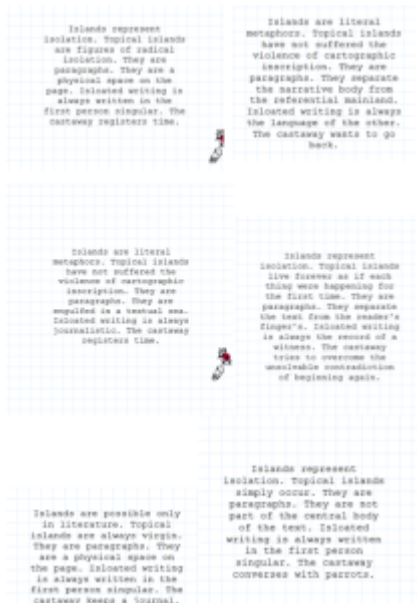 Islands represent
isolation. Topical islands
are figures of radical
isolation. They are
paragraphs. They are a
physical space on the
page. Isloated writing is
always written in the
first person singular. The
castaway registers time.
Islands are literal
metaphors. Topical islands
have not suffered the
violence of cartographic
inscription. They are
paragraphs. They separate
the narrative body from
the referential mainland.
Isloated writing is always
the language of the other.
The castaway wants to go
back.
Islands are literal
metaphors. Topical islands
have not suffered the
violence of cartographic
inscription. They are
paragraphs. They are
engulfed in a textual sea.
Isloated writing is always
journalistic. The castaway
registers time.
Islands represent
isolation. Topical islands
live forever as if each
thing were happening for
the first time. They are
paragraphs. They separate
the text from the reader's
finger's. Isloated writing
is always the record of a
witness. The castaway
tries to overcome the
unsolvable contradiction
of beginning again.
Islands are possible only
in literature. Topical
islands are always virgin.
They are paragraphs. They
are a physical space on
the page. Isloated writing
is always written in the
first person singular. The
castaway keeps a journal.
Islands represent
isolation. Topical islands
simply occur. They are
paragraphs. They are not
part of the central body
of the text. Isloated
writing is always written
in the first person
singular. The castaway
converses with parrots.